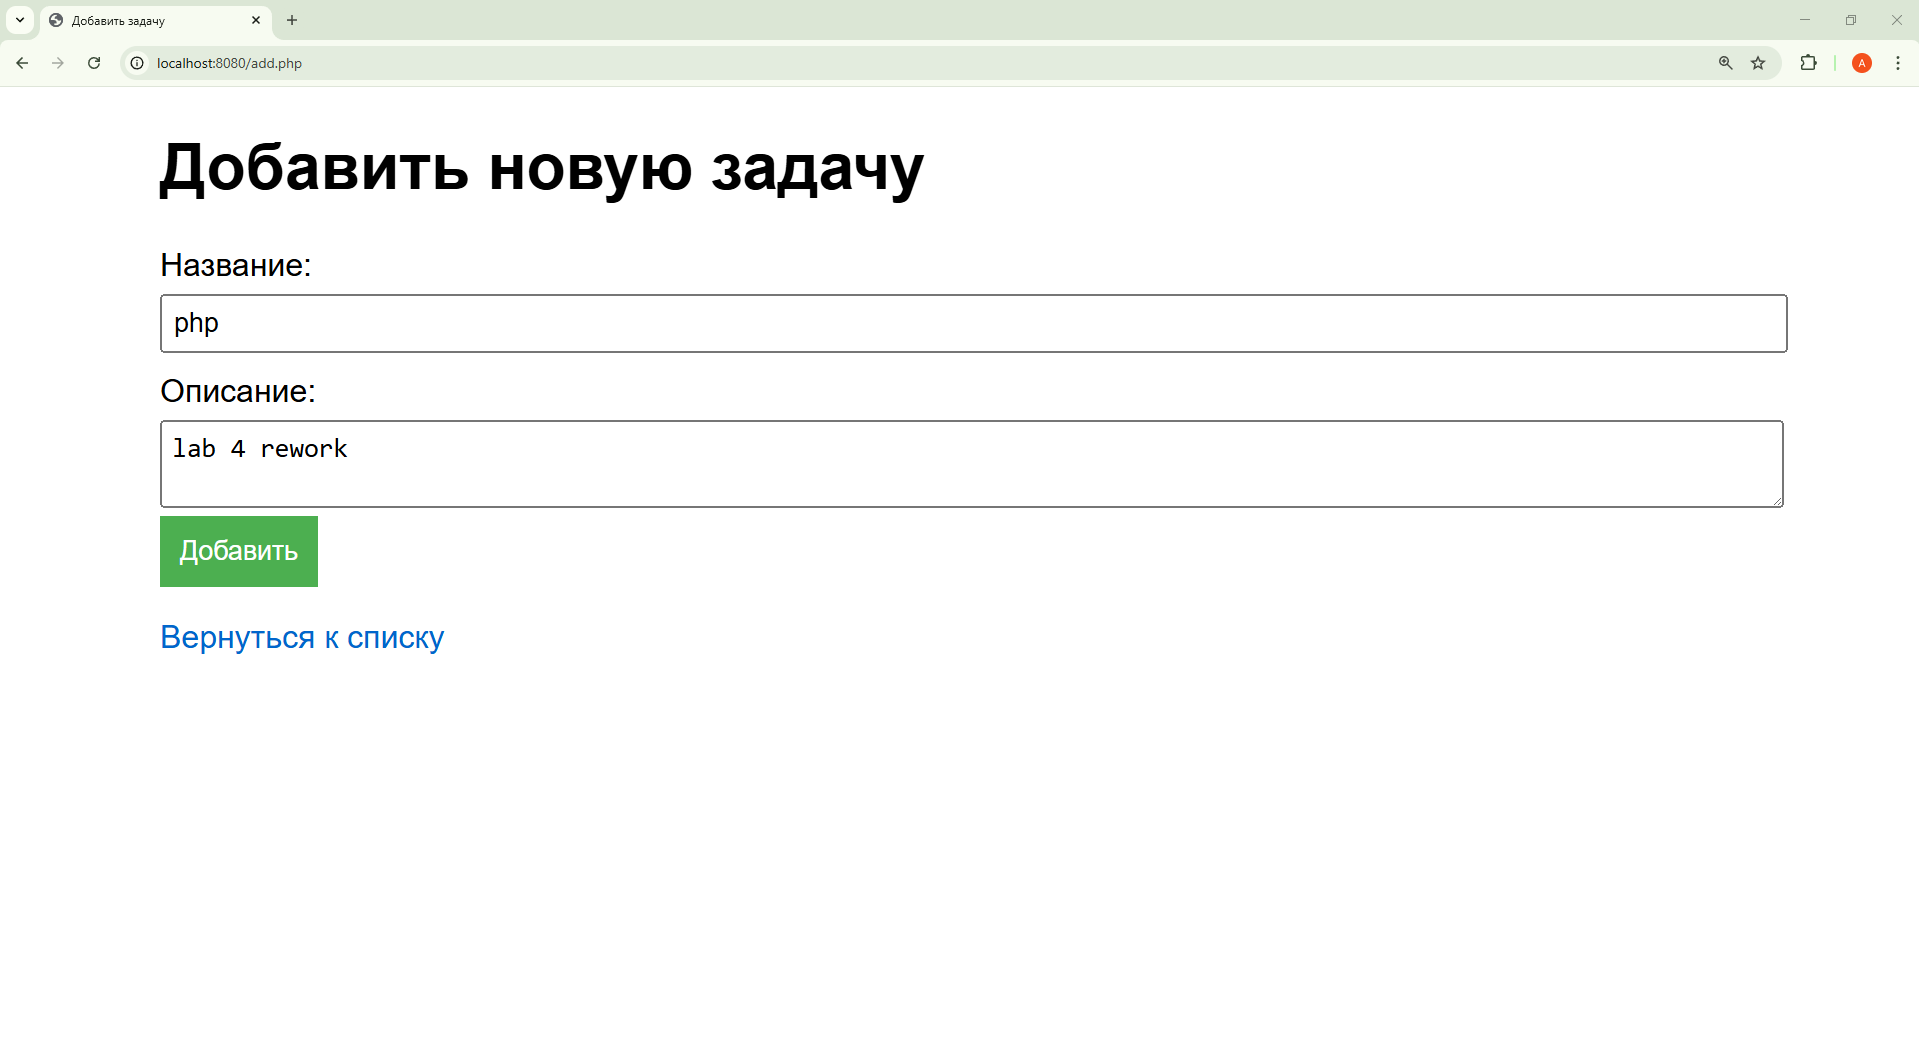 Добавить задачу
localhost:8080/add.php
A
Добавить новую задачу
Название:
php
Описание:
lab 4 rework
Добавить
Вернуться к списку